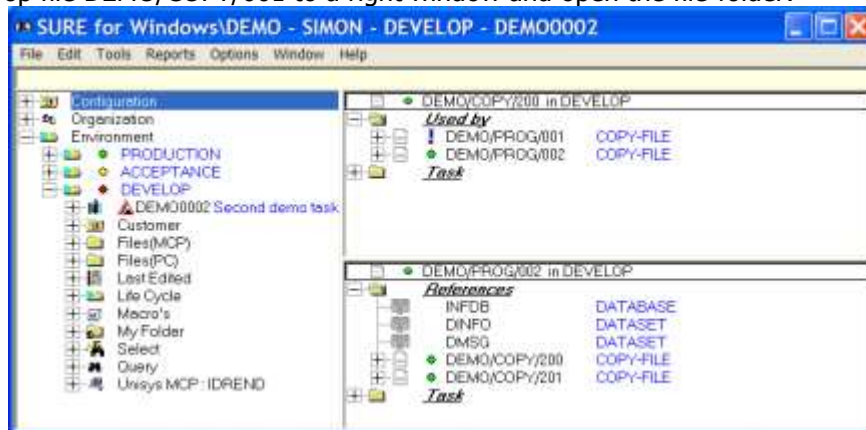 op file DEMO/COPY/001 to a right window and open the file folder.
SURE for Windows\DEMO - SIMON - DEVELOP - DEMO0002
File Edit Tools Reports Options Window Help
Configuration
Organization
Environment
PRODUCTION
ACCEPTANCE
DEVELOP
DEMO0002 Second demo task
Customer
Files(MCP)
Files(PC)
Last Edited
Life Cycle
Macro's
My Folder
Select
Query
Unisys MCP : IDREND
DEMO/COPY/200 in DEVELOP
Used by
DEMO/PROG/001 COPY-FILE
DEMO/PROG/002 COPY-FILE
Task
DEMO/PROG/002 in DEVELOP
References
INFDB DATABASE
DINFO DATASET
DMSG DATASET
DEMO/COPY/200 COPY-FILE
DEMO/COPY/201 COPY-FILE
Task